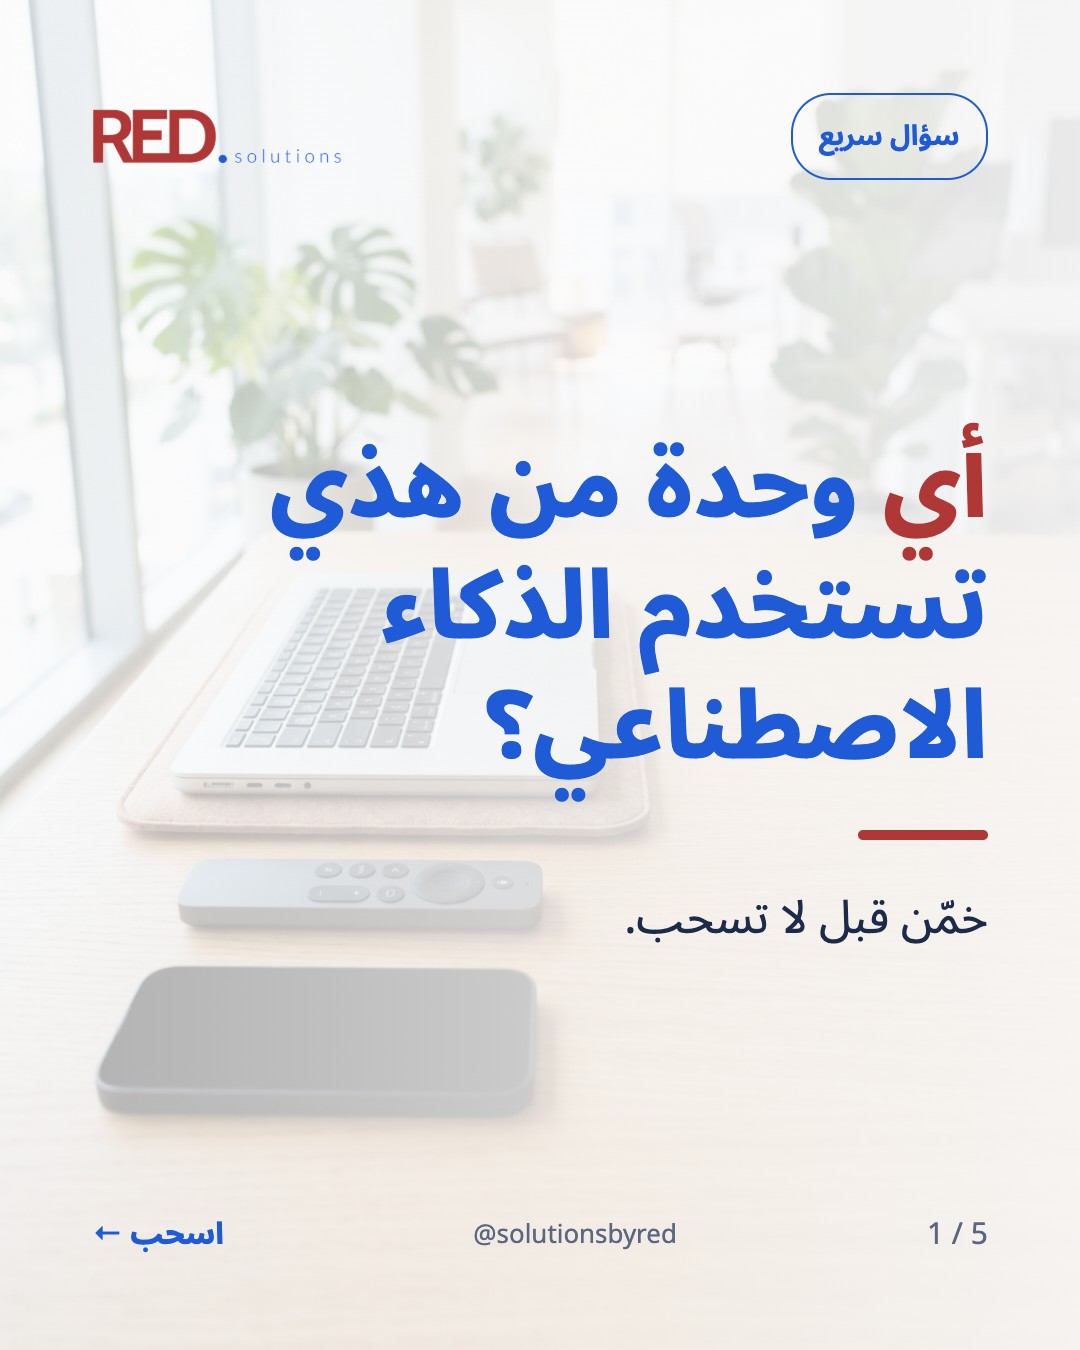 RED.solutions
سؤال سريع
أي وحدة من هذي
تستخدم الذكاء
الاصطناعي؟
خمّن قبل لا تسحب.
1 / 5
@solutionsbyred
اسحب ←